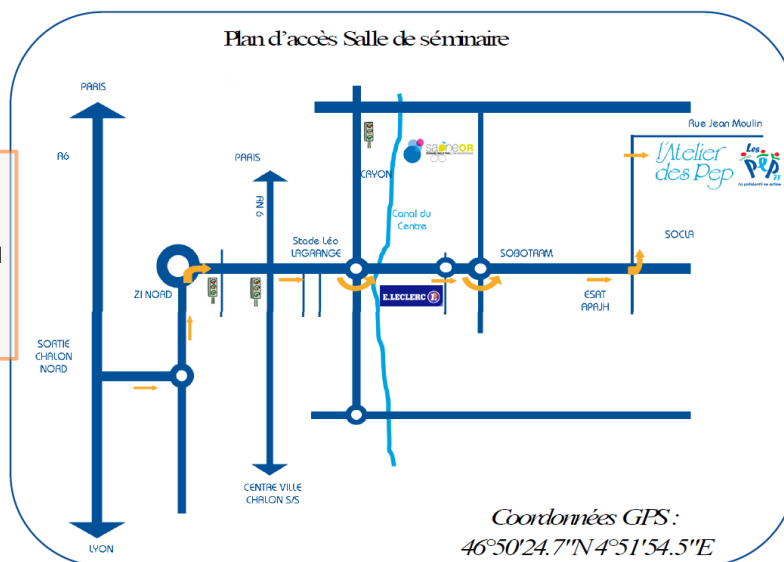 Plan d'accès Salle de séminaire
PARIS
A6
Rue Jean Moulin
saôneOR
l'Atelier
des Pep
Les
PEP
71
PARIS
RN 6
CAYON
Canal du
Centre
Stade Léo
LAGRANGE
SOBOTRAM
SOCLA
ZI NORD
E.LECLERC
ESAT
APAJH
SORTIE
CHALON
NORD
CENTRE VILLE
CHALON S/S
LYON
Coordonnées GPS :
46°50'24.7"N 4°51'54.5"E